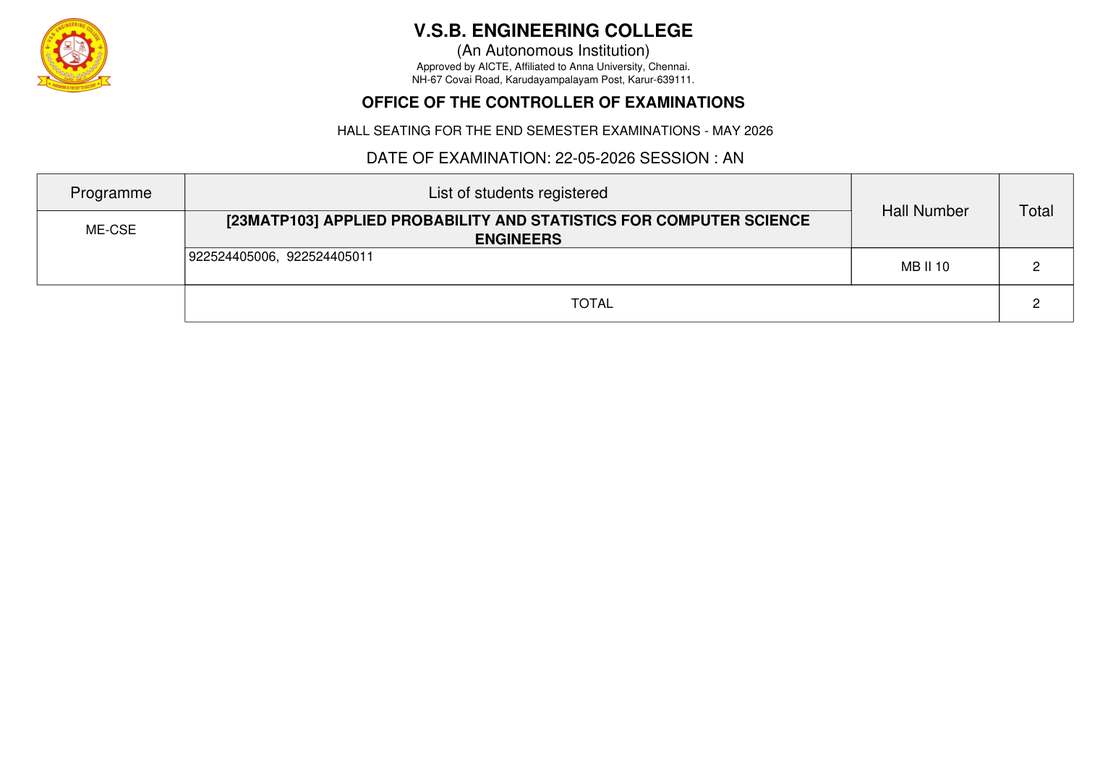 V.S.B. ENGINEERING COLLEGE
(An Autonomous Institution)
Approved by AICTE, Affiliated to Anna University, Chennai.
NH-67 Covai Road, Karudayampalayam Post, Karur-639111.
OFFICE OF THE CONTROLLER OF EXAMINATIONS
HALL SEATING FOR THE END SEMESTER EXAMINATIONS - MAY 2026
DATE OF EXAMINATION: 22-05-2026 SESSION : AN
Programme
List of students registered
Hall Number
Total
ME-CSE
[23MATP103] APPLIED PROBABILITY AND STATISTICS FOR COMPUTER SCIENCE
ENGINEERS
922524405006, 922524405011
MB II 10
2
TOTAL
2